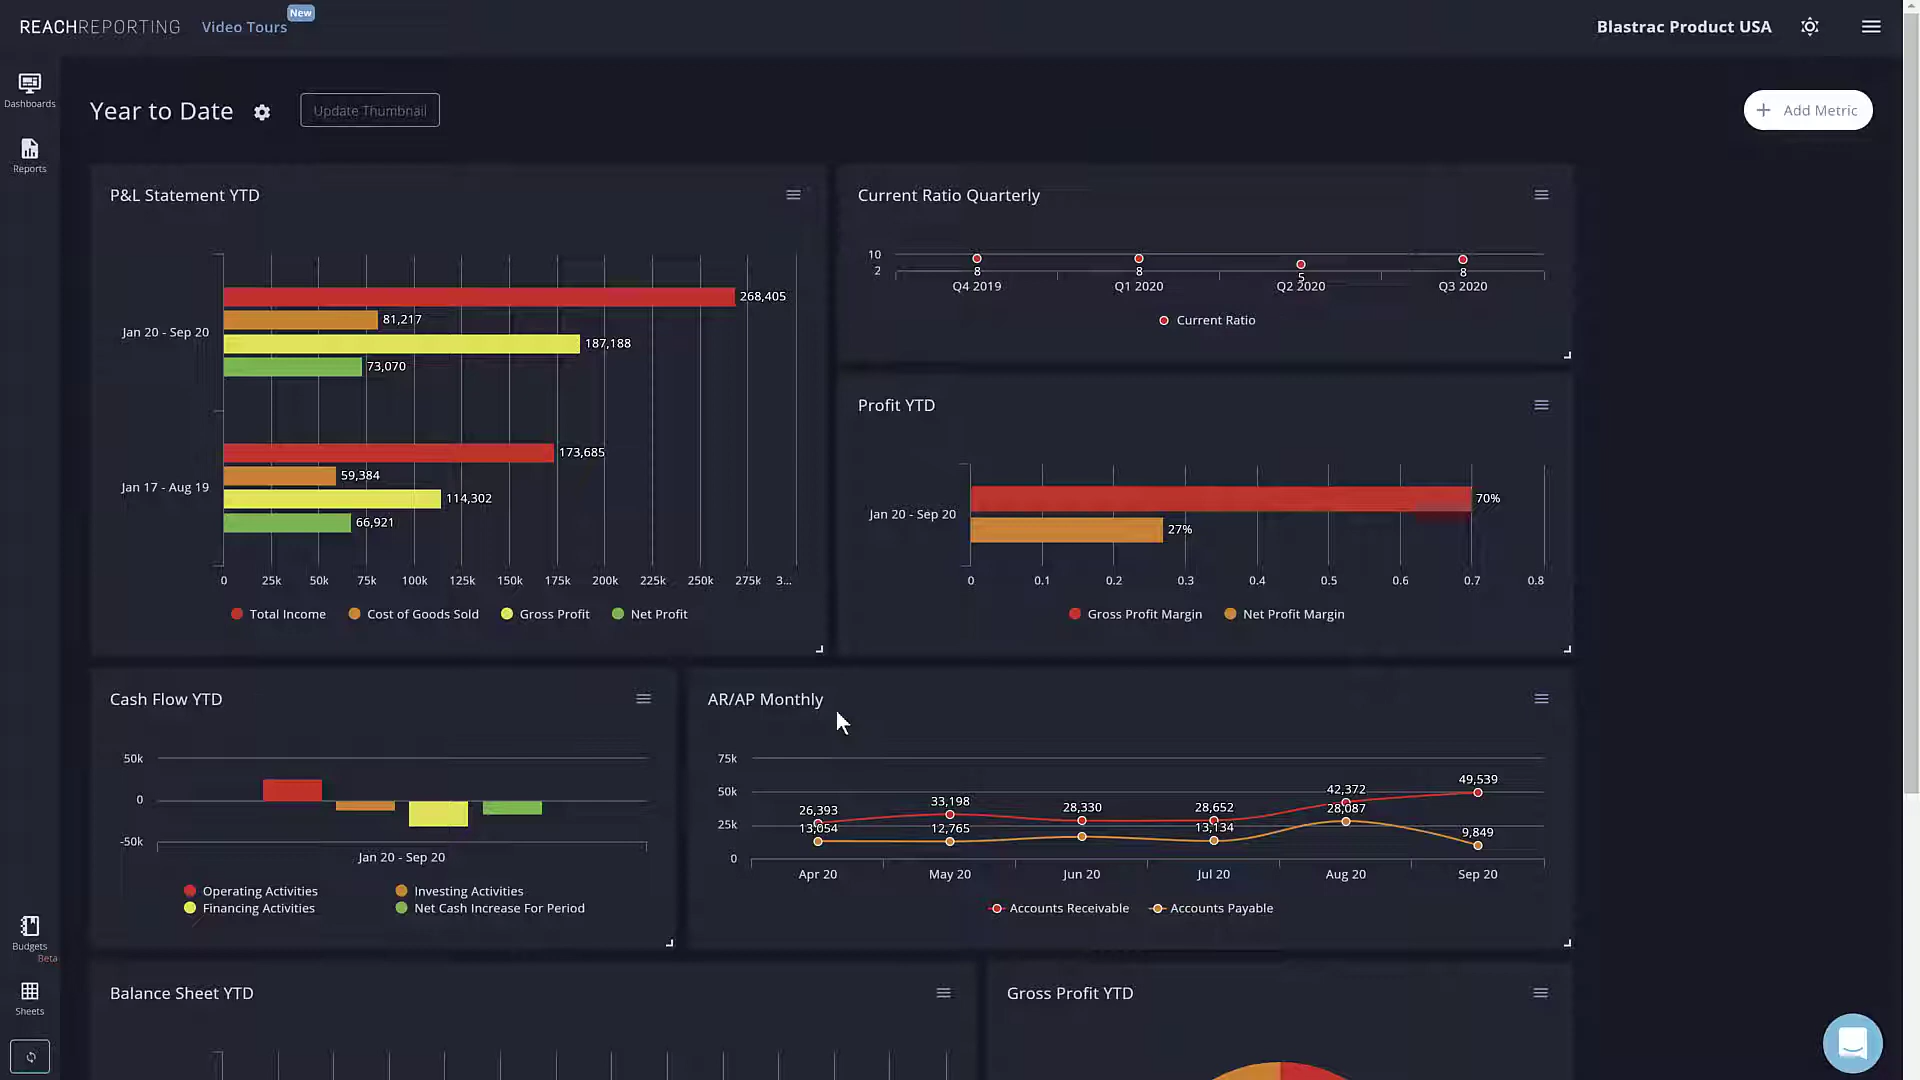 REACHREPORTING
Video Tours
New
Blastrac Product USA
Dashboards
Reports
Year to Date
Update Thumbnail
+ Add Metric
P&L Statement YTD
Jan 20 - Sep 20
268,405
81,217
187,188
73,070
Jan 17 - Aug 19
173,685
59,384
114,302
66,921
0 25k 50k 75k 100k 125k 150k 175k 200k 225k 250k 275k 3...
Total Income Cost of Goods Sold Gross Profit Net Profit
Current Ratio Quarterly
10
2
8 8 5 8
Q4 2019 Q1 2020 Q2 2020 Q3 2020
Current Ratio
Profit YTD
Jan 20 - Sep 20
70%
27%
0 0.1 0.2 0.3 0.4 0.5 0.6 0.7 0.8
Gross Profit Margin Net Profit Margin
Cash Flow YTD
50k
0
-50k
Jan 20 - Sep 20
Operating Activities Investing Activities
Financing Activities Net Cash Increase For Period
AR/AP Monthly
75k
50k
25k
0
26,393 33,198 28,330 28,652 42,372 49,539
13,054 12,765 13,134 28,087 9,849
Apr 20 May 20 Jun 20 Jul 20 Aug 20 Sep 20
Accounts Receivable Accounts Payable
Budgets
Beta
Sheets
Balance Sheet YTD
Gross Profit YTD